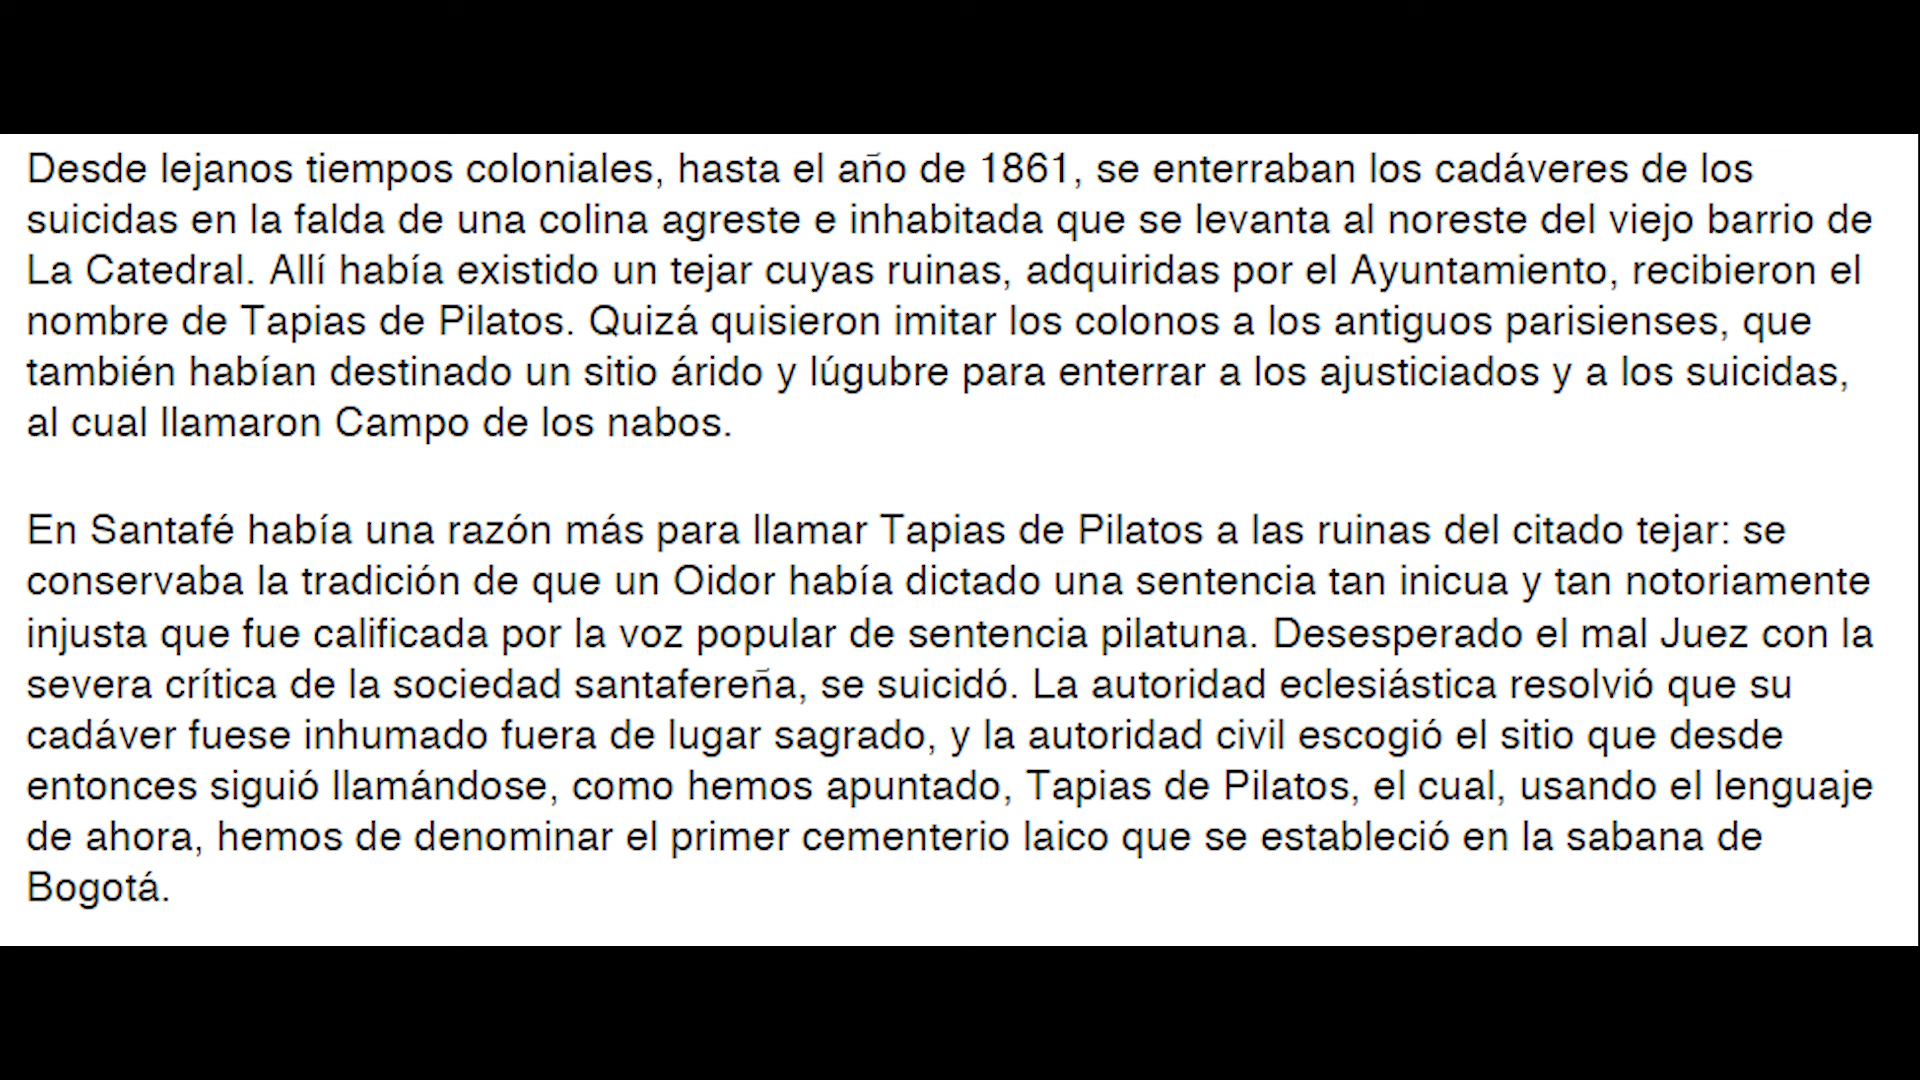 Desde lejanos tiempos coloniales, hasta el año de 1861, se enterraban los cadáveres de los
suicidas en la falda de una colina agreste e inhabitada que se levanta al noreste del viejo barrio de
La Catedral. Allí había existido un tejar cuyas ruinas, adquiridas por el Ayuntamiento, recibieron el
nombre de Tapias de Pilatos. Quizá quisieron imitar los colonos a los antiguos parisienses, que
también habían destinado un sitio árido y lúgubre para enterrar a los ajusticiados y a los suicidas,
al cual llamaron Campo de los nabos.
En Santafé había una razón más para llamar Tapias de Pilatos a las ruinas del citado tejar: se
conservaba la tradición de que un Oidor había dictado una sentencia tan inicua y tan notoriamente
injusta que fue calificada por la voz popular de sentencia pilatuna. Desesperado el mal Juez con la
severa crítica de la sociedad santafereña, se suicidó. La autoridad eclesiástica resolvió que su
cadáver fuese inhumado fuera de lugar sagrado, y la autoridad civil escogió el sitio que desde
entonces siguió llamándose, como hemos apuntado, Tapias de Pilatos, el cual, usando el lenguaje
de ahora, hemos de denominar el primer cementerio laico que se estableció en la sabana de
Bogotá.